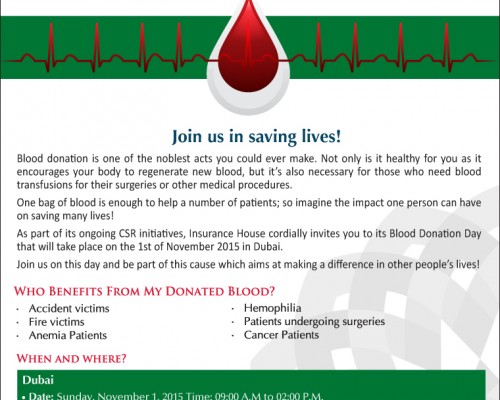 Join us in saving lives!
Blood donation is one of the noblest acts you could ever make. Not only is it healthy for you as it
encourages your body to regenerate new blood, but it's also necessary for those who need blood
transfusions for their surgeries or other medical procedures.
One bag of blood is enough to help a number of patients; so imagine the impact one person can have
on saving many lives!
As part of its ongoing CSR initiatives, Insurance House cordially invites you to its Blood Donation Day
that will take place on the 1st of November 2015 in Dubai.
Join us on this day and be part of this cause which aims at making a difference in other people's lives!
WHO BENEFITS FROM MY DONATED BLOOD?
· Accident victims
· Fire victims
· Anemia Patients
· Hemophilia
· Patients undergoing surgeries
· Cancer Patients
WHEN AND WHERE?
Dubai
• Date: Sunday, November 1, 2015 Time: 09:00 A.M to 02:00 P.M.